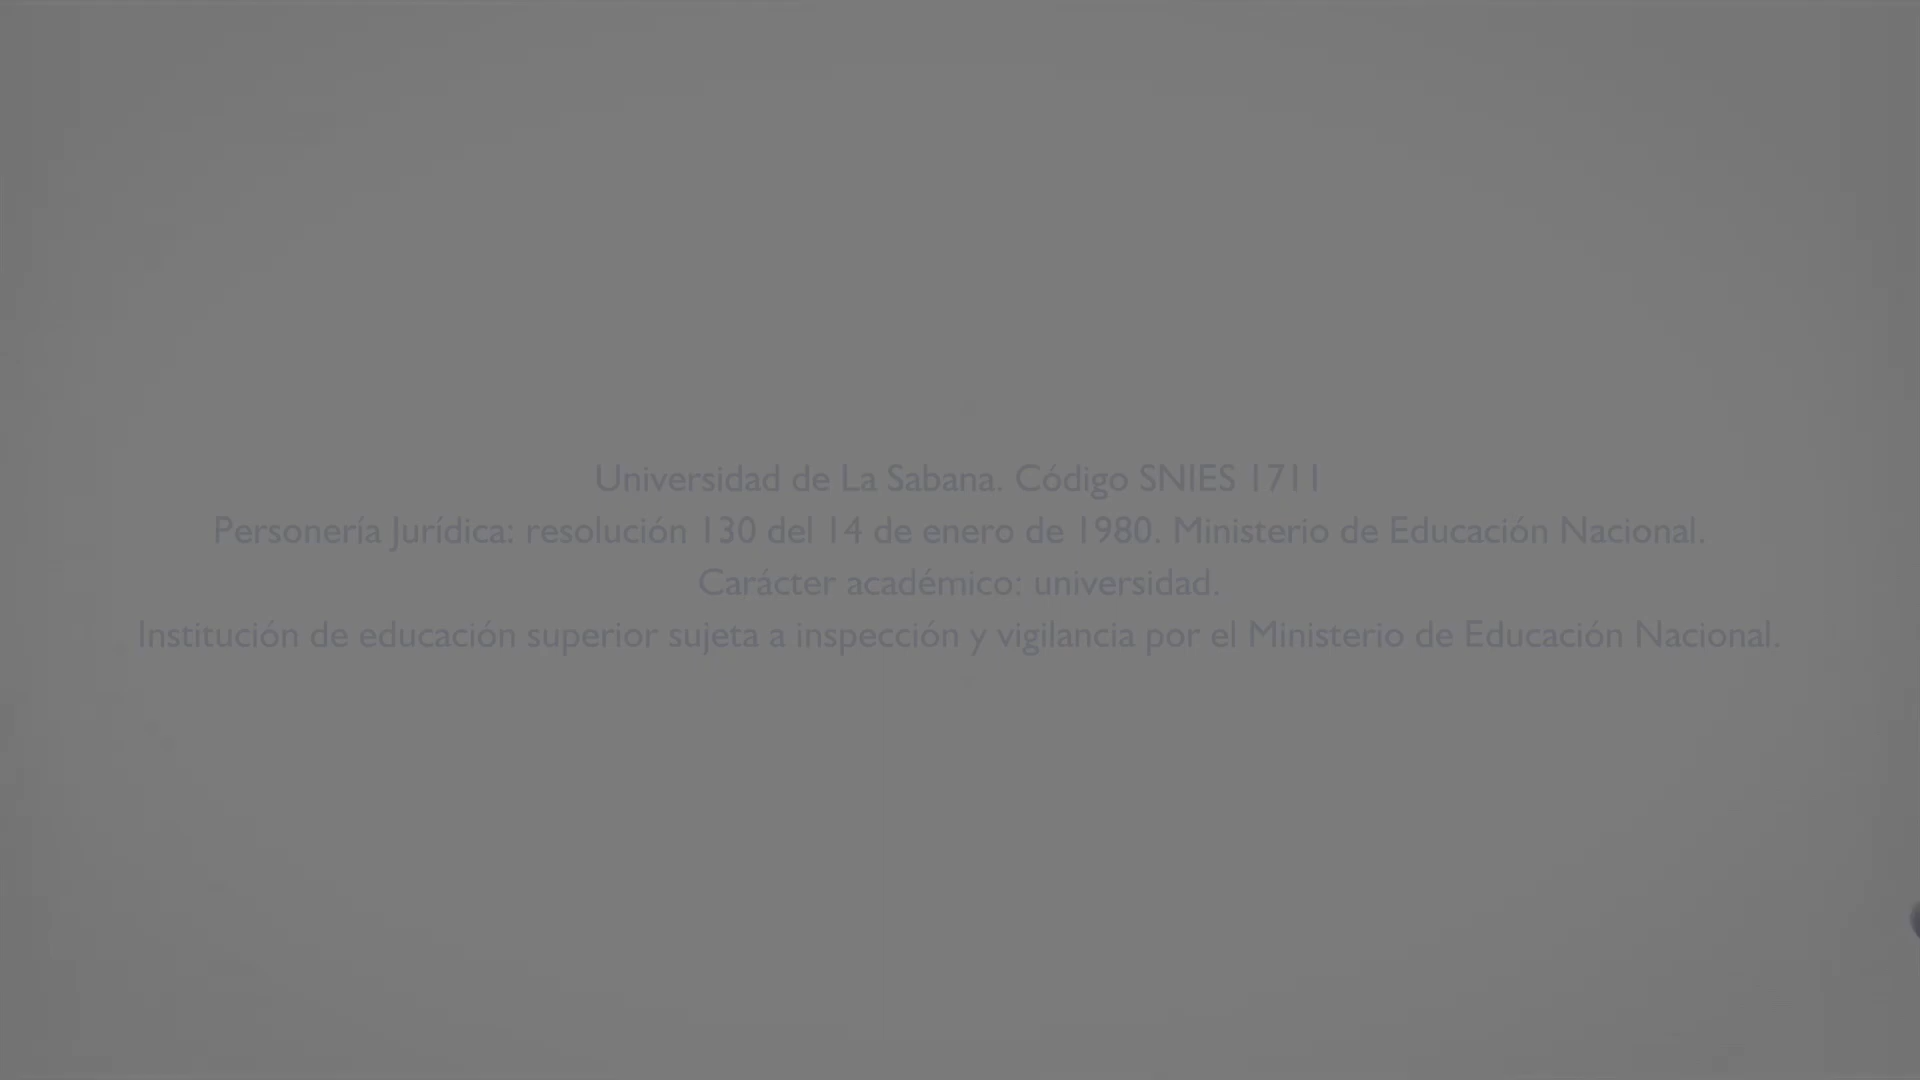 Universidad de La Sabana. Código SNIES 1711
Personería Jurídica: resolución 130 del 14 de enero de 1980. Ministerio de Educación Nacional.
Carácter académico: universidad.
Institución de educación superior sujeta a inspección y vigilancia por el Ministerio de Educación Nacional.